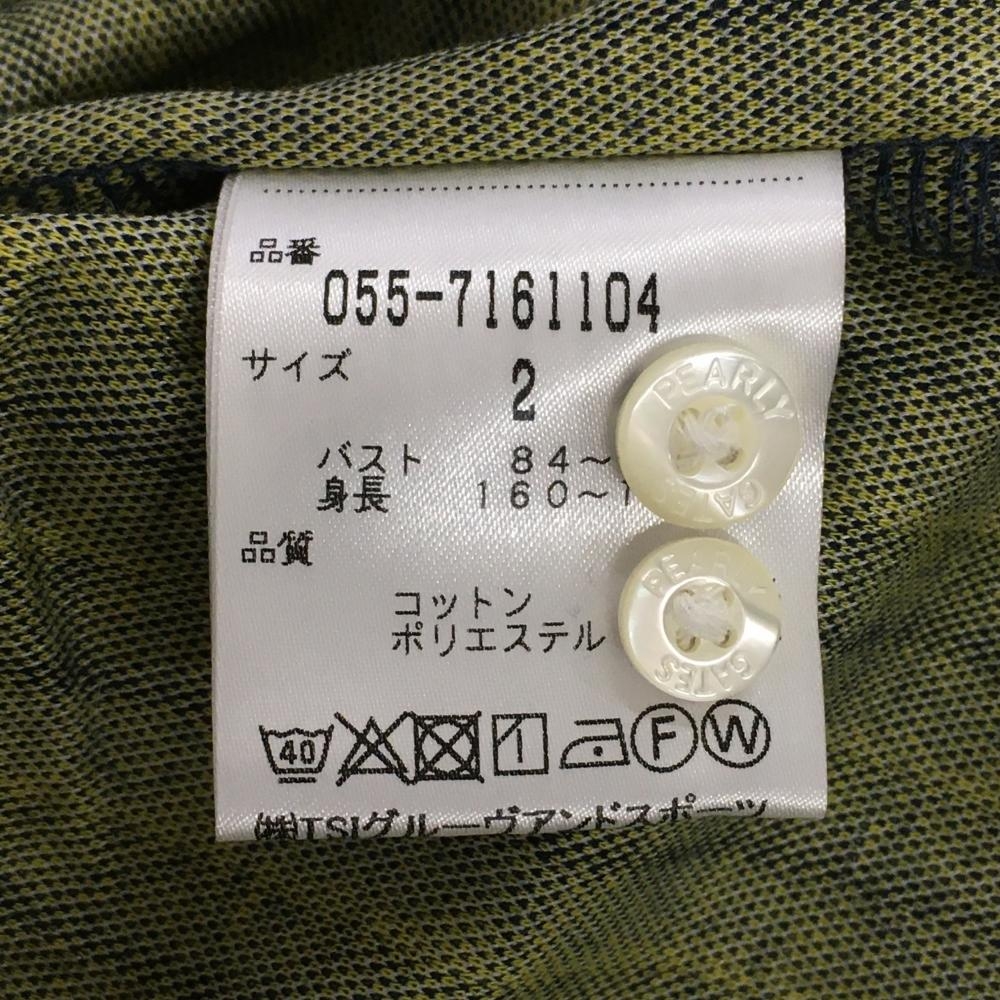 品番
055-7161104
サイズ
2
バスト 84~
身長 160~1
品質
コットン
ポリエステル
40
F
W
㈱TSIグルーヴアンドスポーツ
PEARLY
GATES
PEARLY
GATES